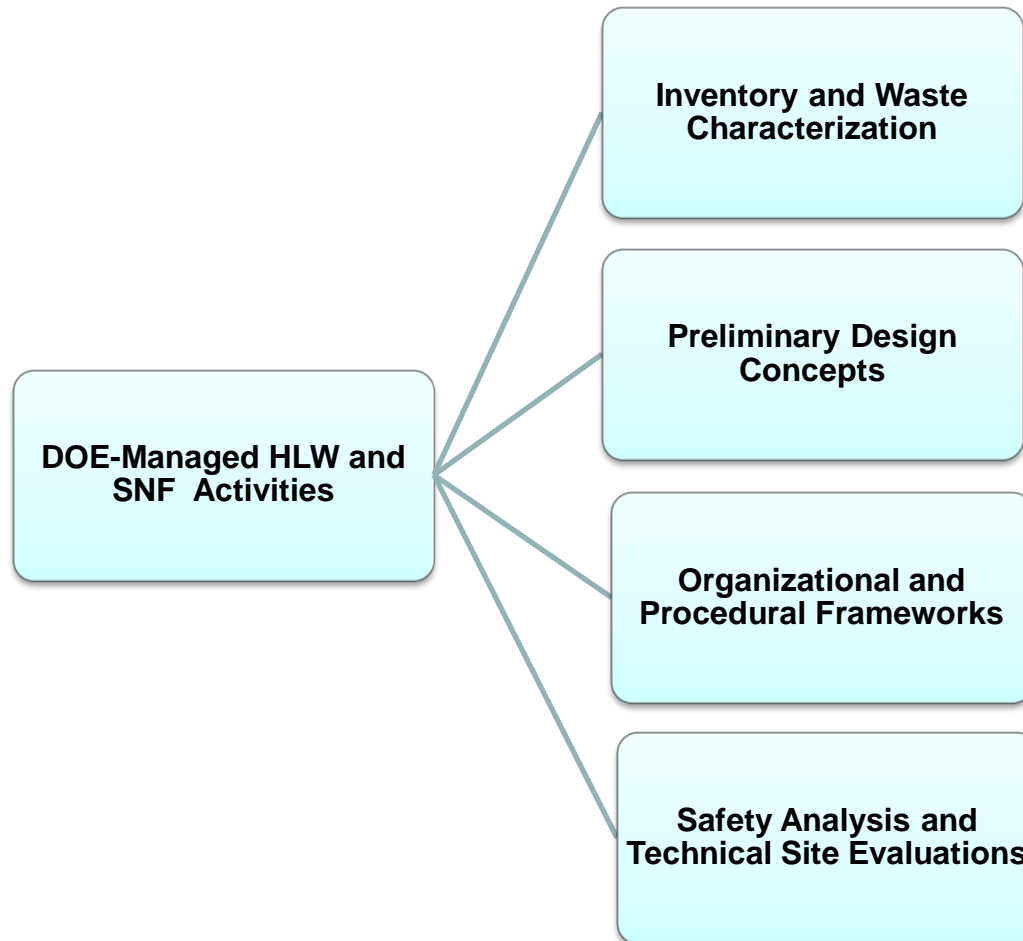 Inventory and Waste
Characterization
Preliminary Design
Concepts
DOE-Managed HLW and
SNF  Activities
Organizational and
Procedural Frameworks
Safety Analysis and
Technical Site Evaluations